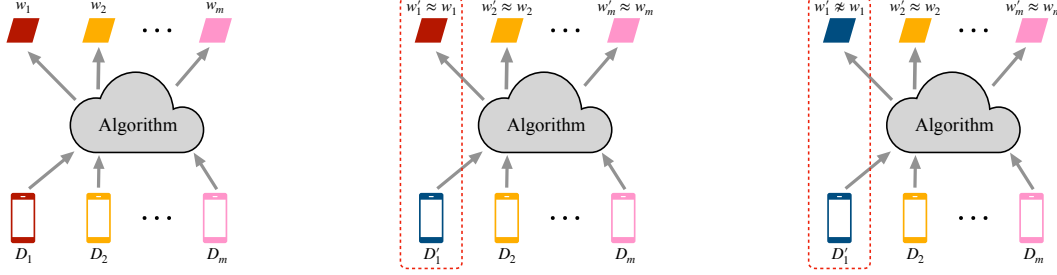 w₁ w₂ ··· wₘ
Algorithm
D₁ D₂ ··· Dₘ
w′₁ ≈ w₁ w′₂ ≈ w₂ ··· w′ₘ ≈ wₘ
Algorithm
D′₁ D₂ ··· Dₘ
w′₁ ≉ w₁ w′₂ ≈ w₂ ··· w′ₘ ≈ wₘ
Algorithm
D′₁ D₂ ··· Dₘ